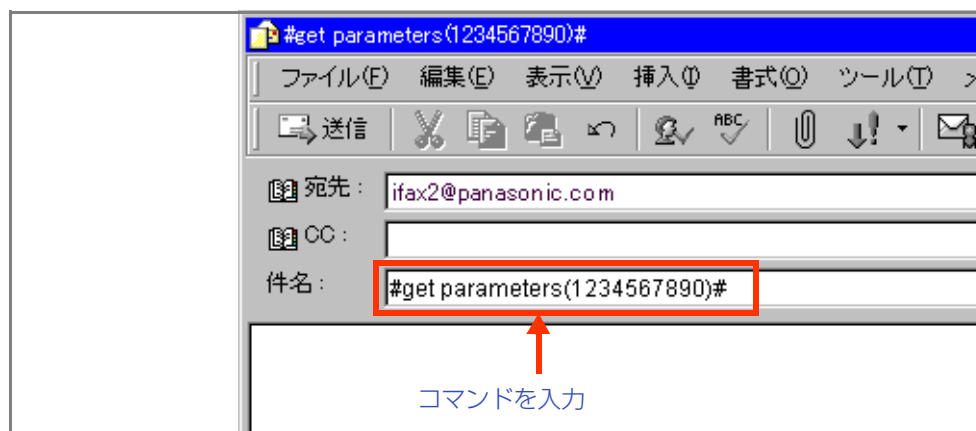 #get parameters(1234567890)#
ファイル(F) 編集(E) 表示(V) 挿入(I) 書式(O) ツール(T) »
送信 ABC
宛先: ifax2@panasonic.com
CC:
件名: #get parameters(1234567890)#
コマンドを入力